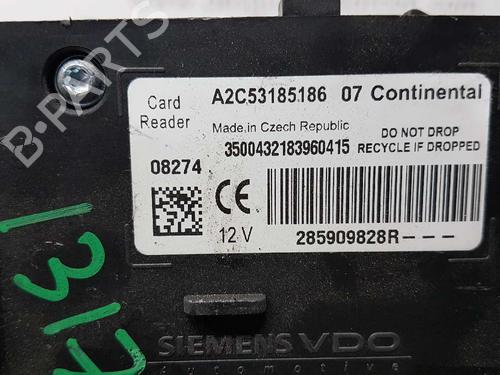 B-PARTS
Card Reader
A2C53185186 07 Continental
Made in Czech Republic
3500432183960415
DO NOT DROP
RECYCLE IF DROPPED
08274
CE
12 V
285909828R---
SIEMENS VDO
Automotive
1317